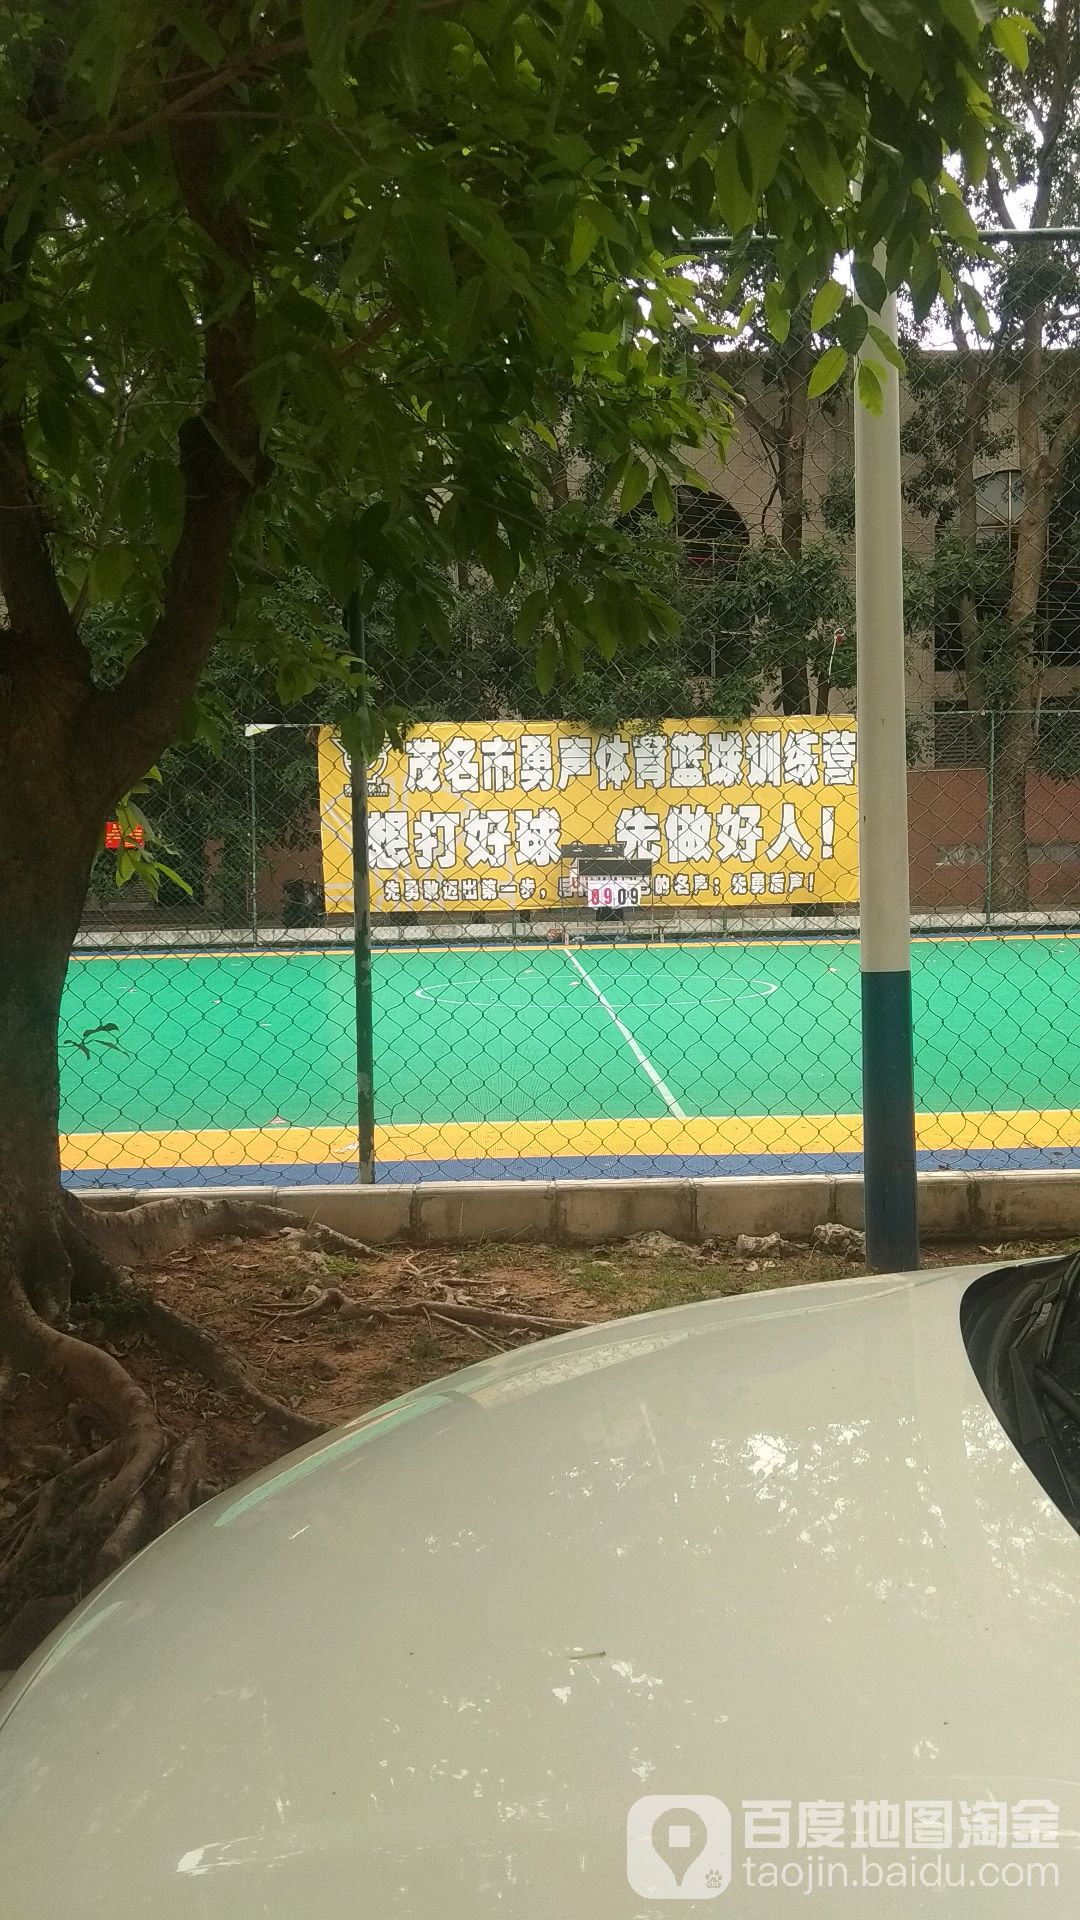 茂名市勇声体育篮球训练营
想打好球 先做好人!
先勇敢迈出第一步,
的名声;先勇后声!
0909
百度地图淘金
taojin.baidu.com